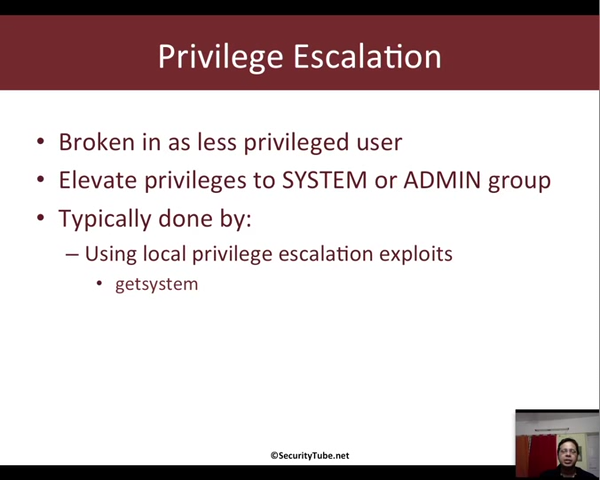 Privilege Escalation
• Broken in as less privileged user
• Elevate privileges to SYSTEM or ADMIN group
• Typically done by:
– Using local privilege escalation exploits
• getsystem
©SecurityTube.net